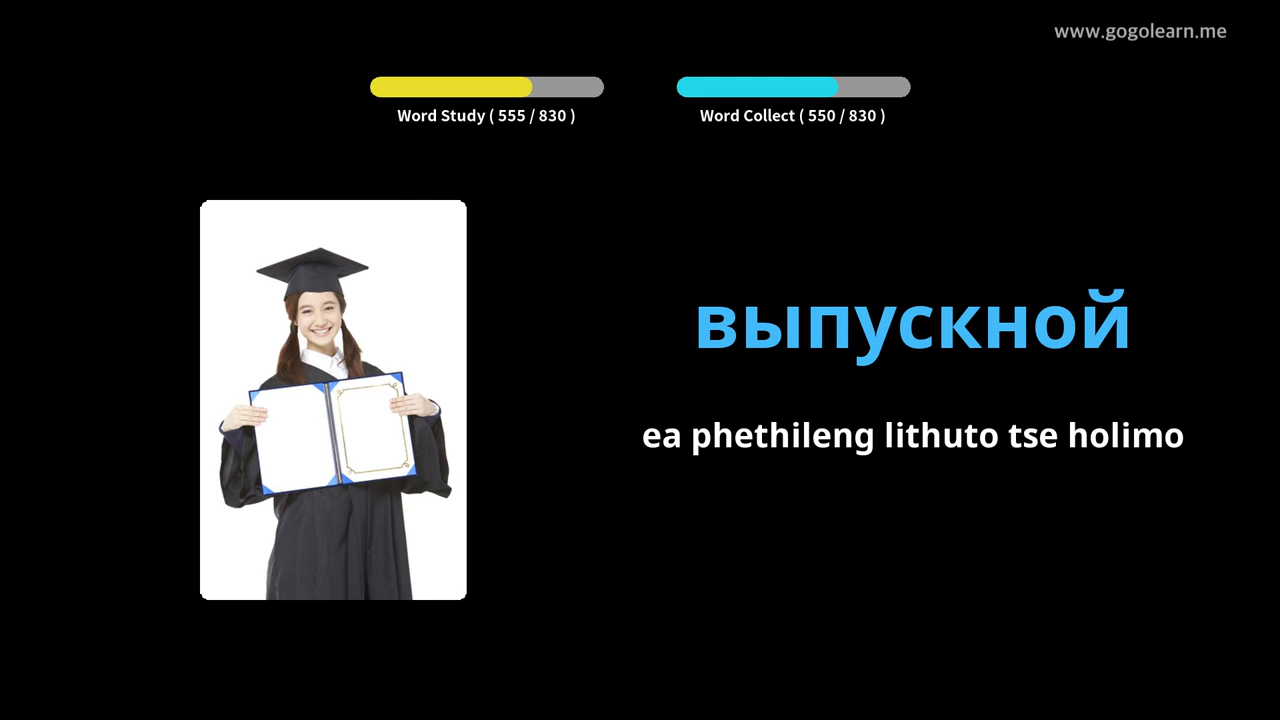 www.gogolearn.me
Word Study ( 555 / 830 )
Word Collect ( 550 / 830 )
выпускной
ea phethileng lithuto tse holimo